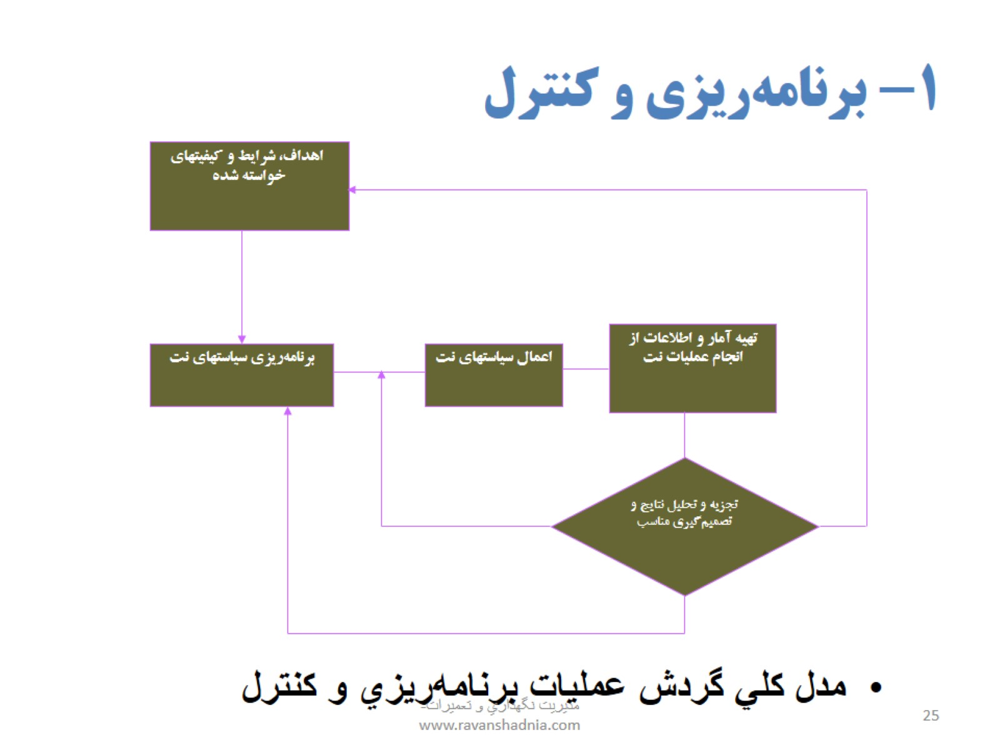 ۱– برنامه‌ریزی و کنترل
اهداف، شرایط و کیفیتهای
خواسته شده
برنامه‌ریزی سیاستهای نت
اعمال سیاستهای نت
تهیه آمار و اطلاعات از
انجام عملیات نت
تجزیه و تحلیل نتایج و
تصمیم‌گیری مناسب
• مدل كلي گردش عمليات برنامه‌ريزي و كنترل
مديريت نگهداري و تعميرات-
www.ravanshadnia.com
25